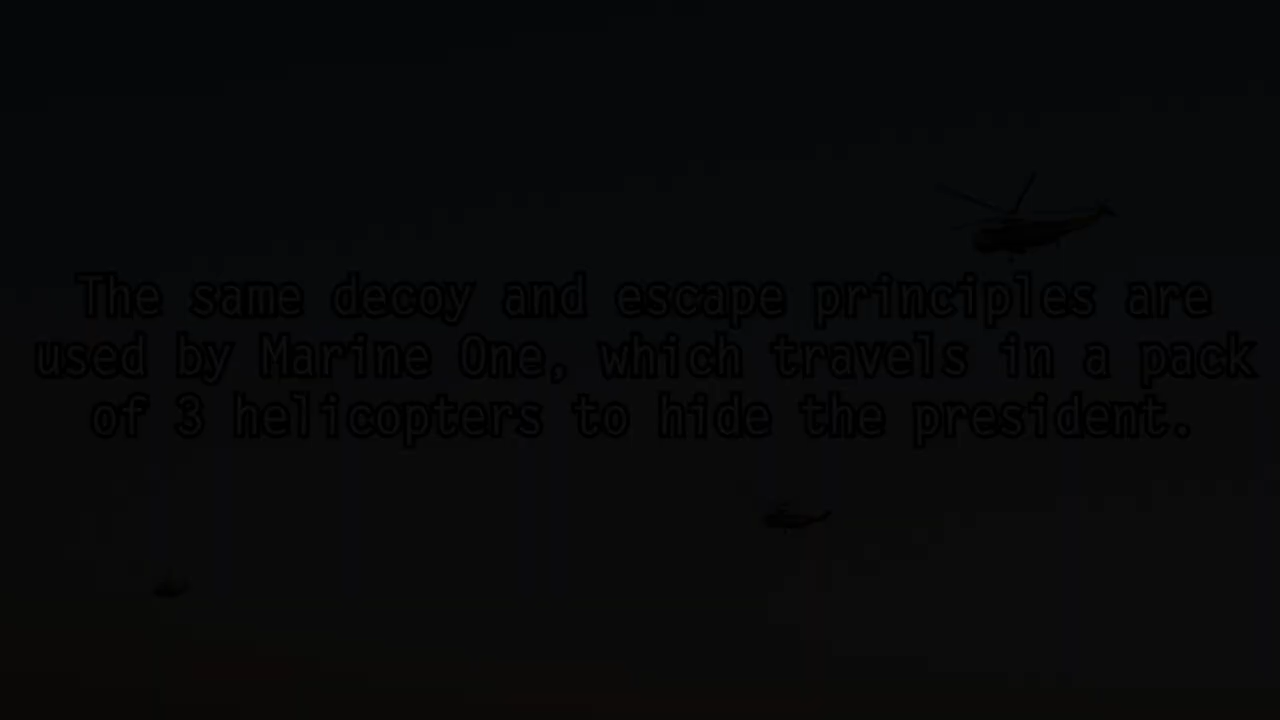 The same decoy and escape principles are
used by Marine One, which travels in a pack
of 3 helicopters to hide the president.